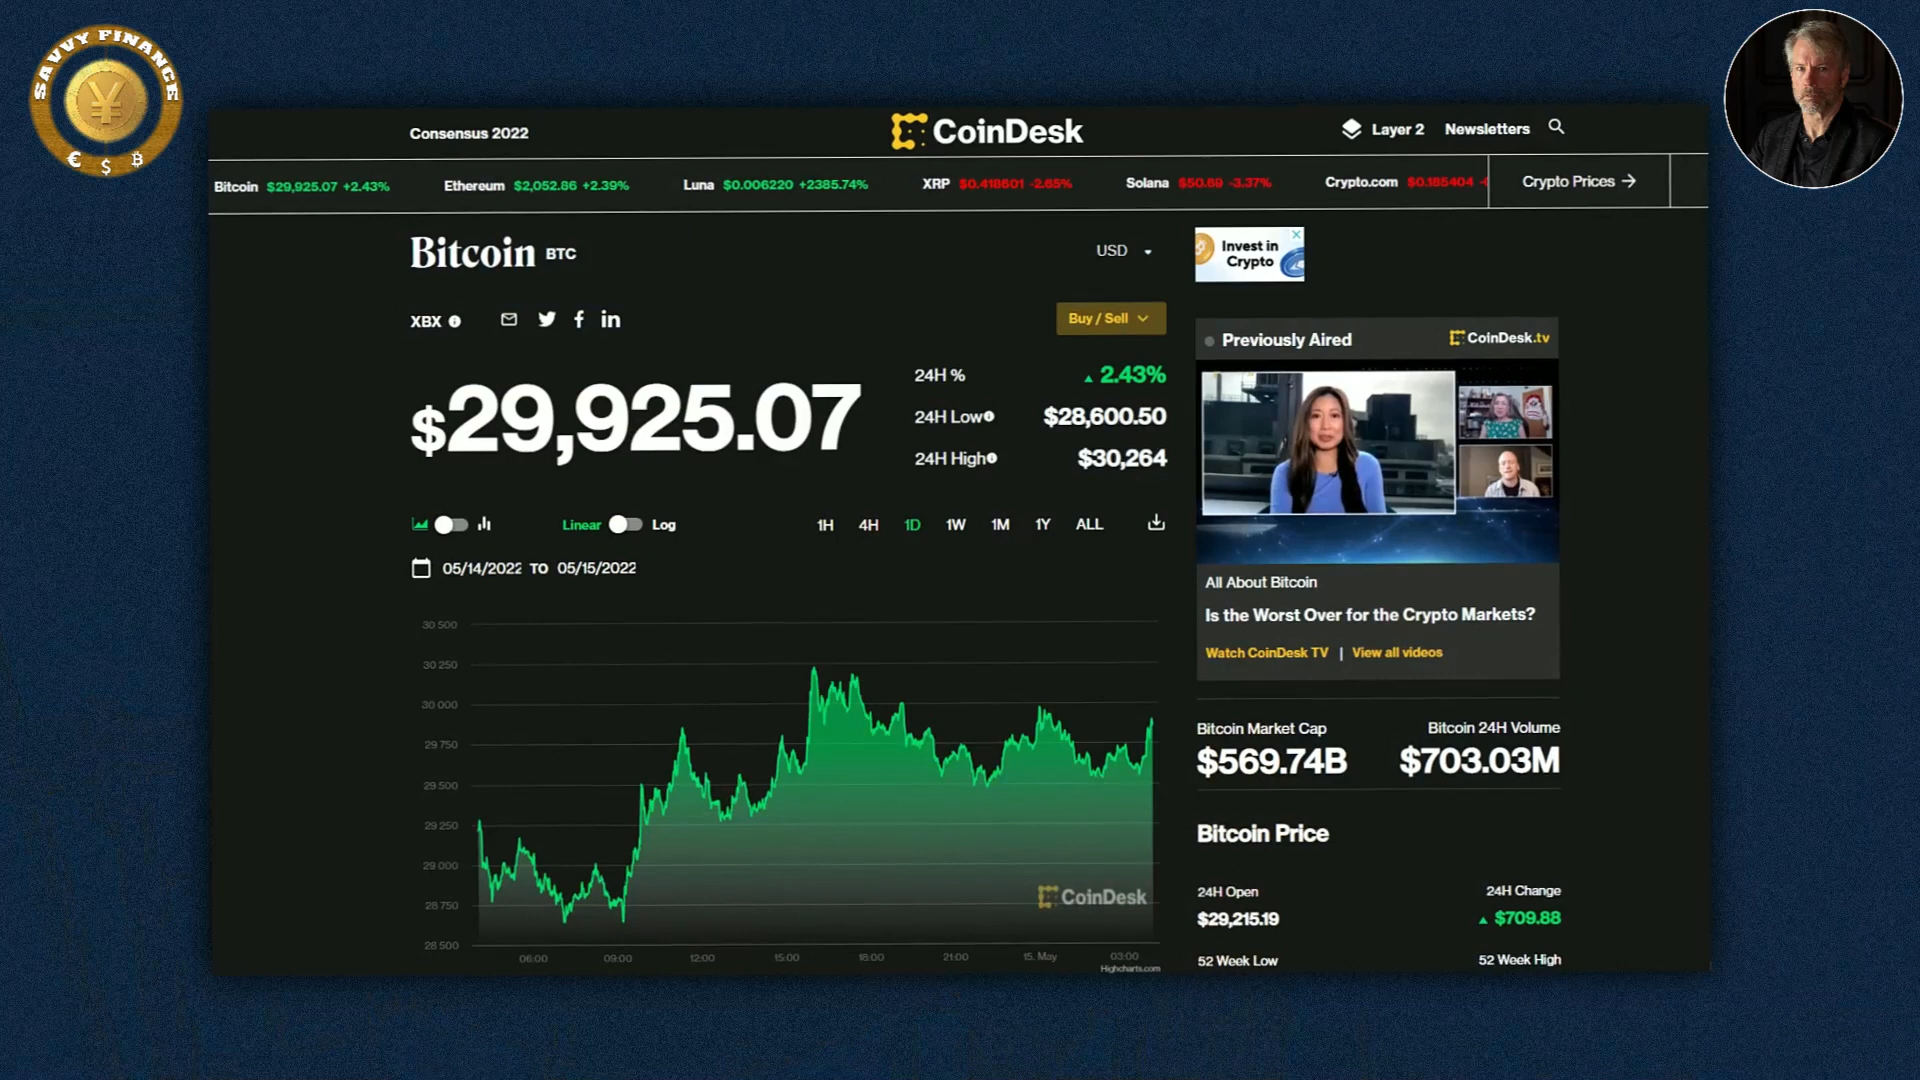 SAVVY FINANCE
¥
€ $ ₿
Consensus 2022
CoinDesk
Layer 2 Newsletters
Bitcoin $29,925.07 +2.43% Ethereum $2,052.86 +2.39% Luna $0.006220 +2385.74% XRP $0.418601 -2.65% Solana $50.69 -3.37% Crypto.com $0.185404 Crypto Prices →
Bitcoin BTC
USD
Invest in
Crypto
XBX
Buy / Sell
$29,925.07
24H % 2.43%
24H Low $28,600.50
24H High $30,264
Linear Log 1H 4H 1D 1W 1M 1Y ALL
05/14/2022 TO 05/15/2022
Previously Aired CoinDesk.tv
All About Bitcoin
Is the Worst Over for the Crypto Markets?
Watch CoinDesk TV | View all videos
30 500
30 250
30 000
29 750
29 500
29 250
29 000
28 750
28 500
CoinDesk
06:00 09:00 12:00 15:00 18:00 21:00 15. May 03:00
Highcharts.com
Bitcoin Market Cap Bitcoin 24H Volume
$569.74B $703.03M
Bitcoin Price
24H Open 24H Change
$29,215.19 $709.88
52 Week Low 52 Week High